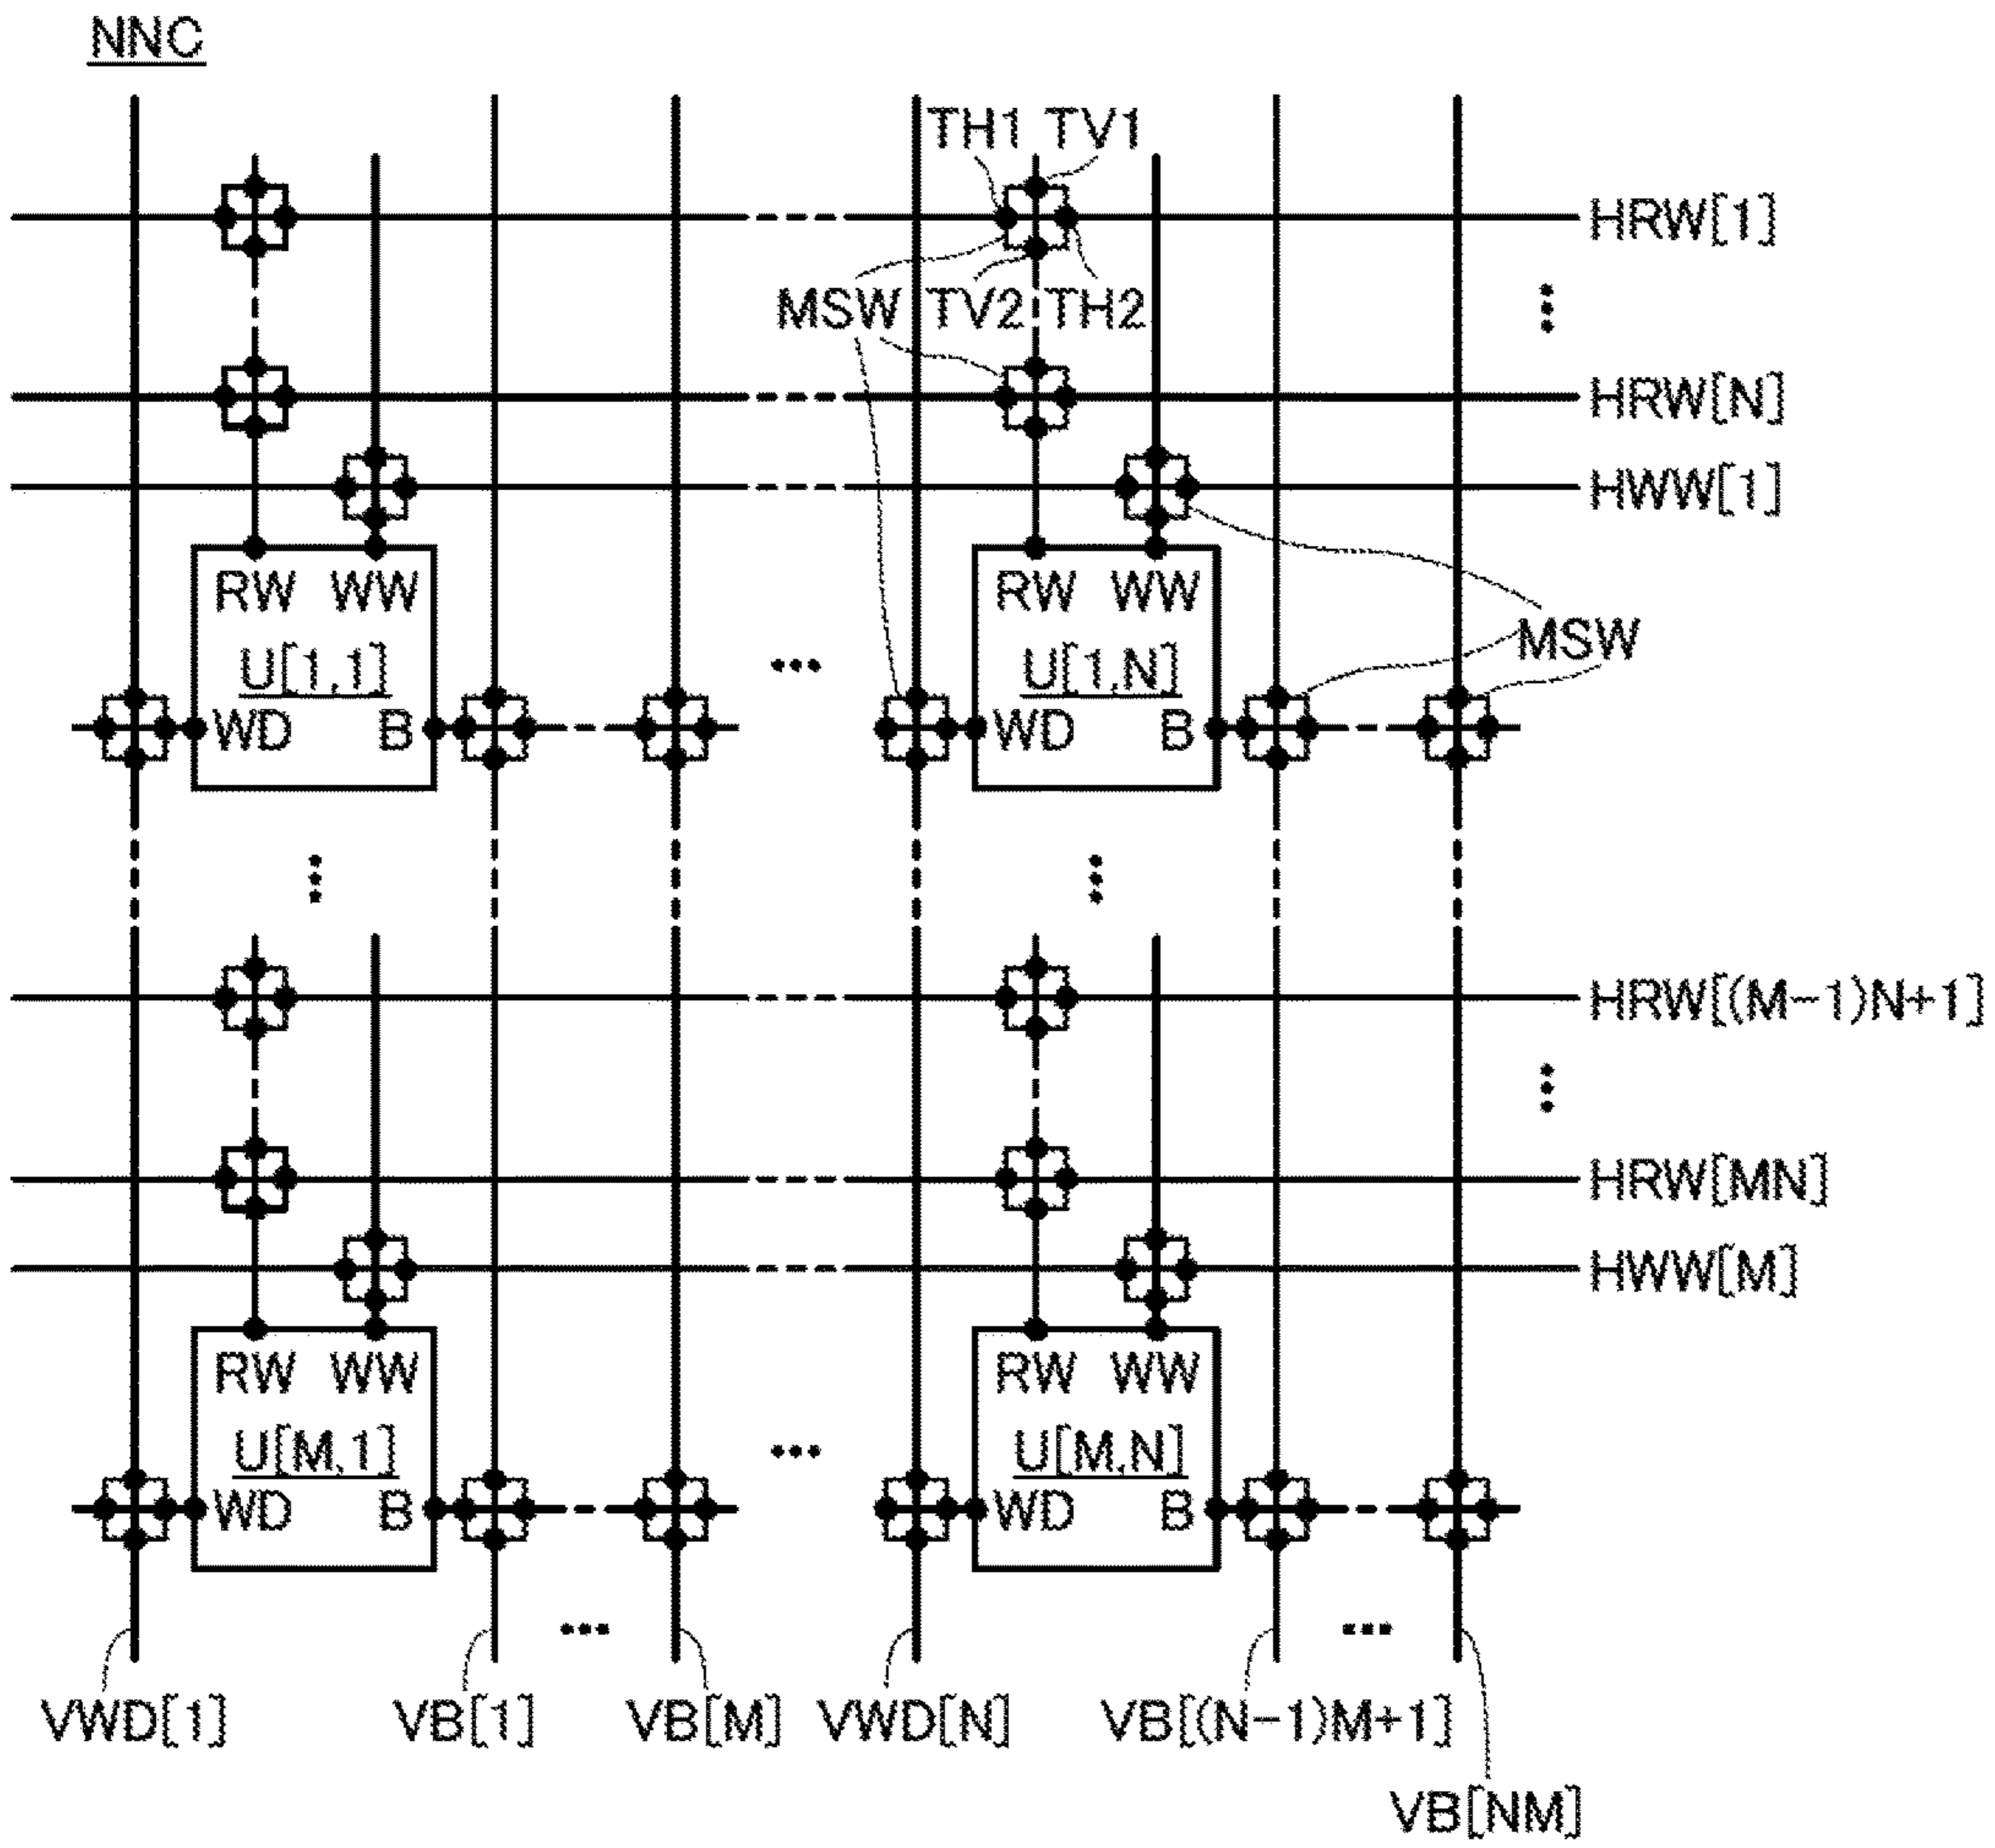 NNC
TH1 TV1
HRW[1]
MSW TV2 TH2
HRW[N]
HWW[1]
RW WW
RW WW
U[1,1]
U[1,N]
MSW
WD B
WD B
HRW[(M-1)N+1]
HRW[MN]
HWW[M]
RW WW
RW WW
U[M,1]
U[M,N]
WD B
WD B
VWD[1]
VB[1]
VB[M]
VWD[N]
VB[(N-1)M+1]
VB[NM]